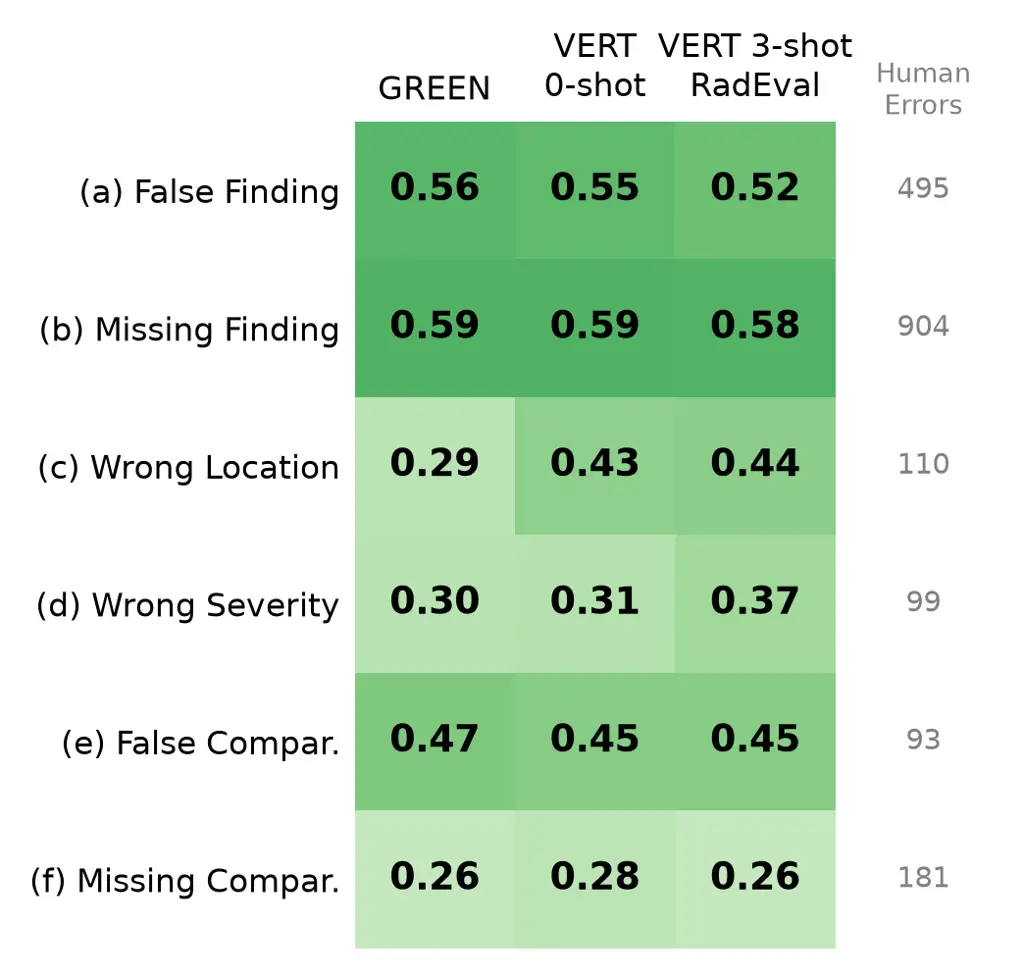 GREEN
VERT
0-shot
VERT 3-shot
RadEval
Human
Errors
(a) False Finding 0.56 0.55 0.52 495
(b) Missing Finding 0.59 0.59 0.58 904
(c) Wrong Location 0.29 0.43 0.44 110
(d) Wrong Severity 0.30 0.31 0.37 99
(e) False Compar. 0.47 0.45 0.45 93
(f) Missing Compar. 0.26 0.28 0.26 181